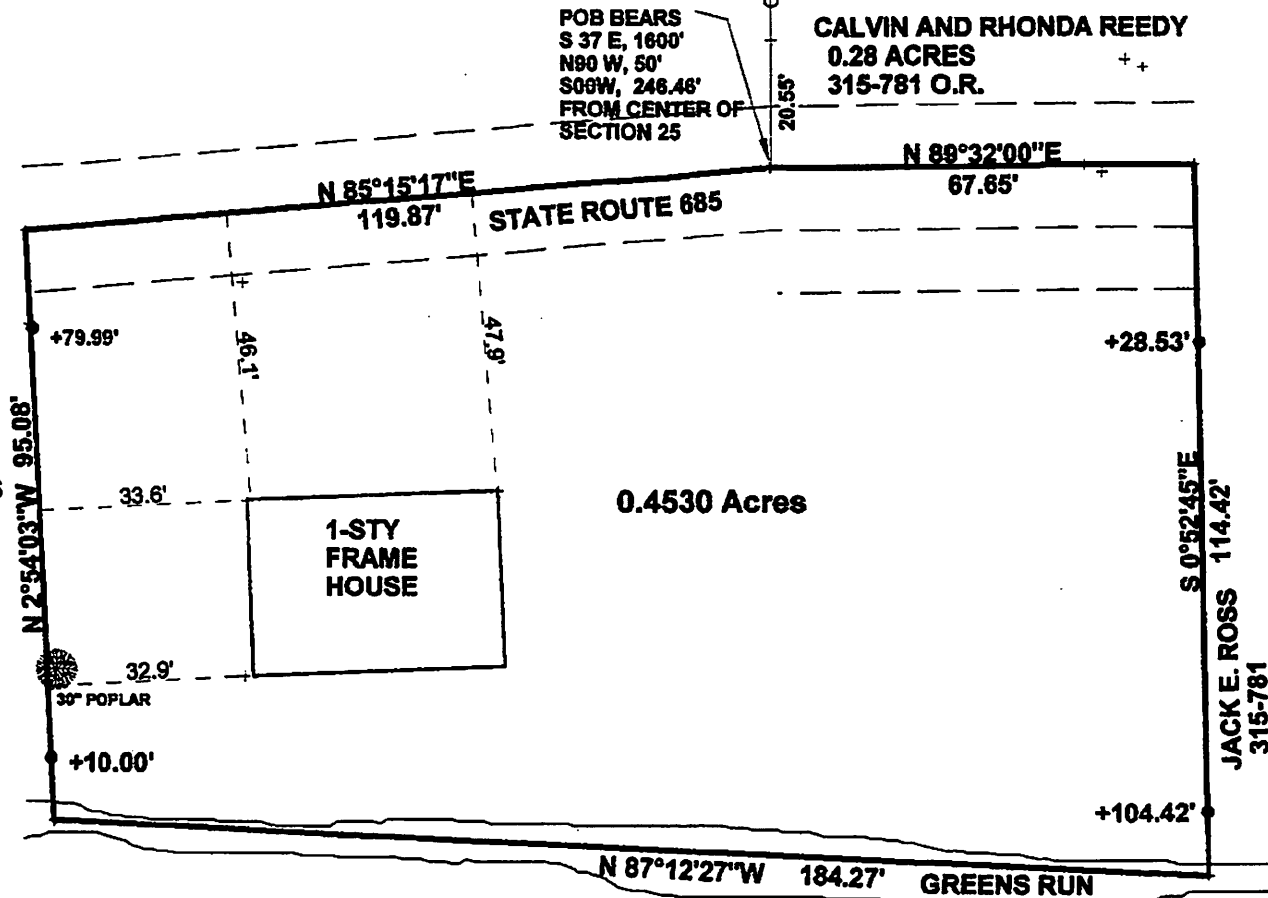 POB BEARS
S 37 E, 1600'
N90 W, 50'
S00W, 246.46'
FROM CENTER OF
SECTION 25
20.55'
CALVIN AND RHONDA REEDY
0.28 ACRES
315-781 O.R.
N 85°15'17"E
119.87'
STATE ROUTE 685
N 89°32'00"E
67.65'
+79.99'
46.1'
47.9'
+28.53'
N 2°54'03"W 95.08'
33.6'
1-STY
FRAME
HOUSE
0.4530 Acres
S 0°52'45"E 114.42'
32.9'
30" POPLAR
JACK E. ROSS
315-781
+10.00'
+104.42'
N 87°12'27"W 184.27' GREENS RUN